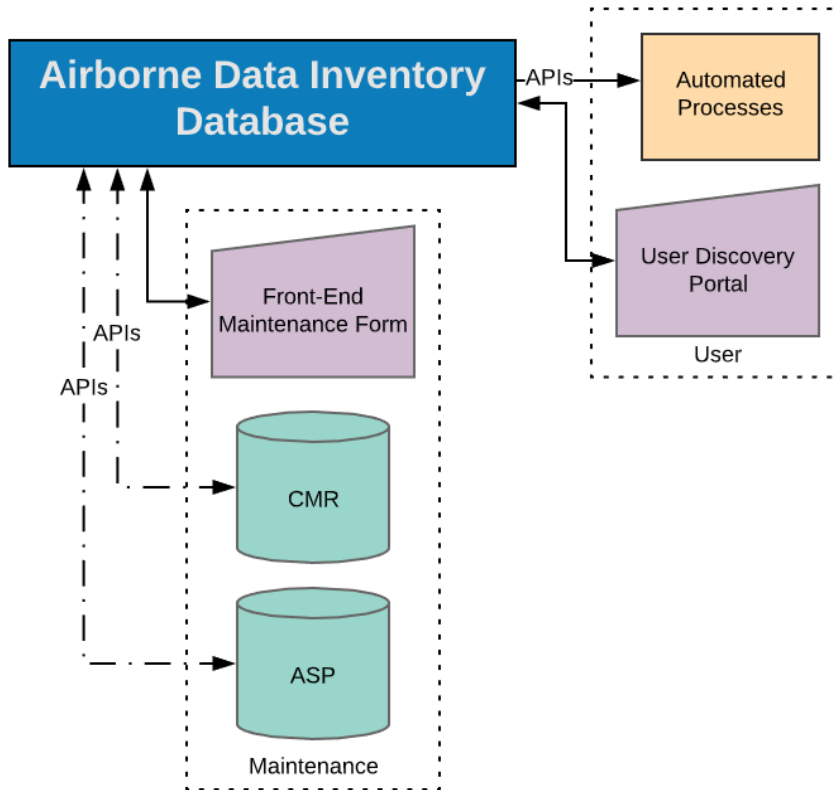 Airborne Data Inventory
Database
APIs
Automated
Processes
User Discovery
Portal
User
Front-End
Maintenance Form
APIs
APIs
CMR
ASP
Maintenance